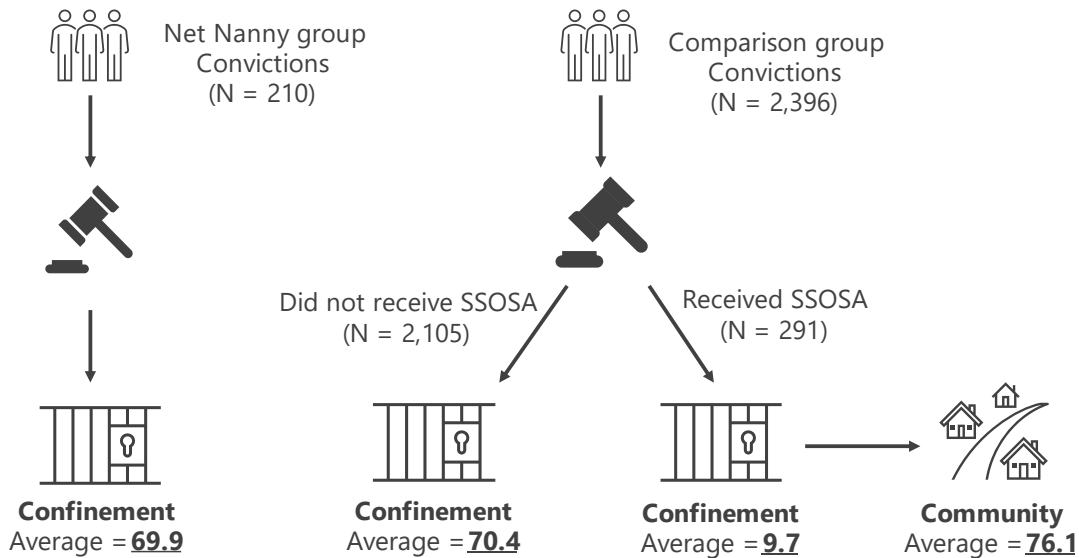 Net Nanny group
Convictions
(N = 210)
Comparison group
Convictions
(N = 2,396)
Did not receive SSOSA
(N = 2,105)
Received SSOSA
(N = 291)
Confinement
Average = 69.9
Confinement
Average = 70.4
Confinement
Average = 9.7
Community
Average = 76.1